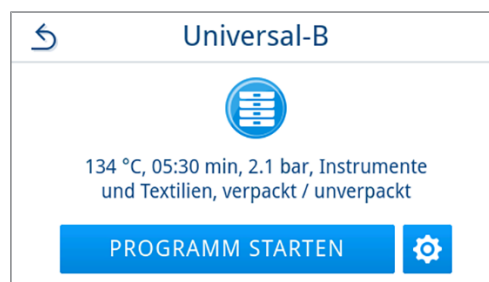 Universal-B
134 °C, 05:30 min, 2.1 bar, Instrumente
und Textilien, verpackt / unverpackt
PROGRAMM STARTEN